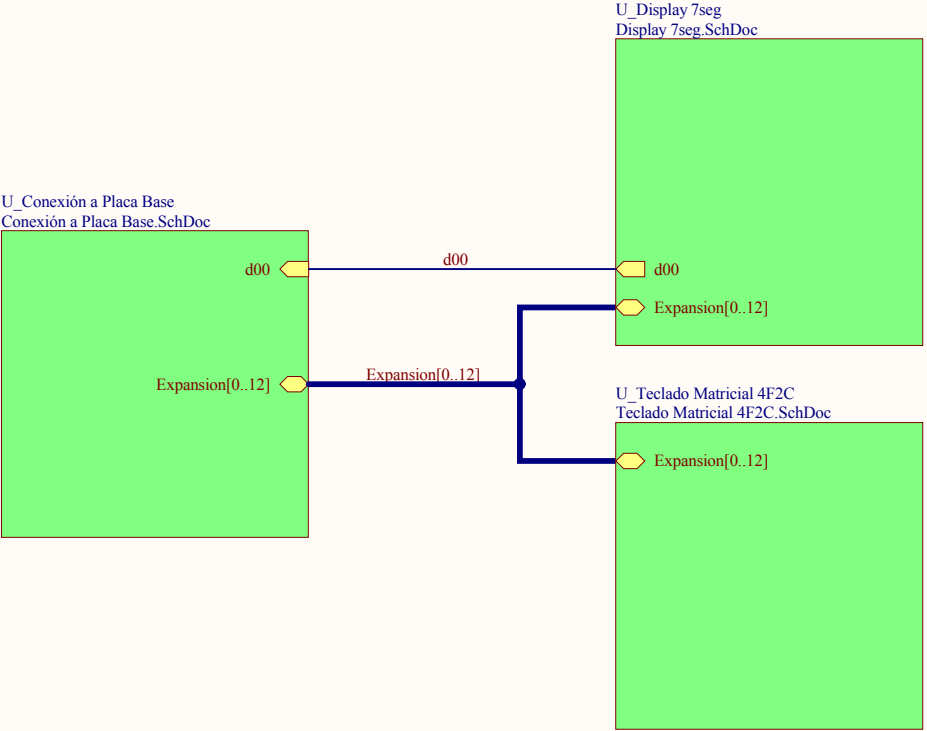 U_Display 7seg
Display 7seg.SchDoc
U_Conexión a Placa Base
Conexión a Placa Base.SchDoc
d00
d00
d00
Expansion[0..12]
Expansion[0..12]
Expansion[0..12]
U_Teclado Matricial 4F2C
Teclado Matricial 4F2C.SchDoc
Expansion[0..12]